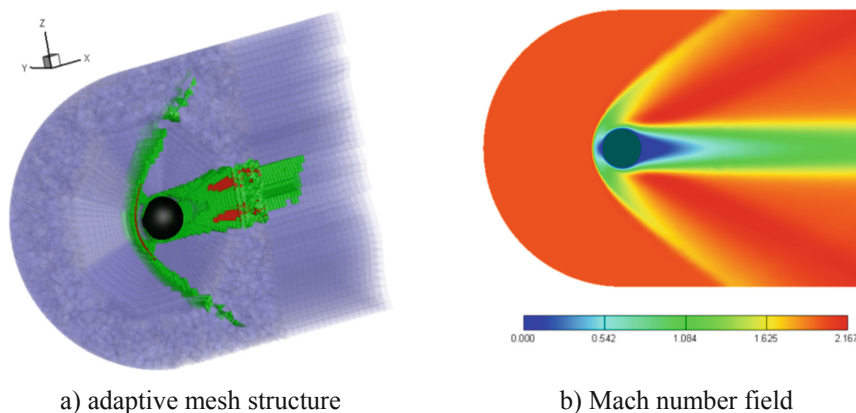 Z
Y
X
0.000 0.542 1.084 1.625 2.167
a) adaptive mesh structure
b) Mach number field